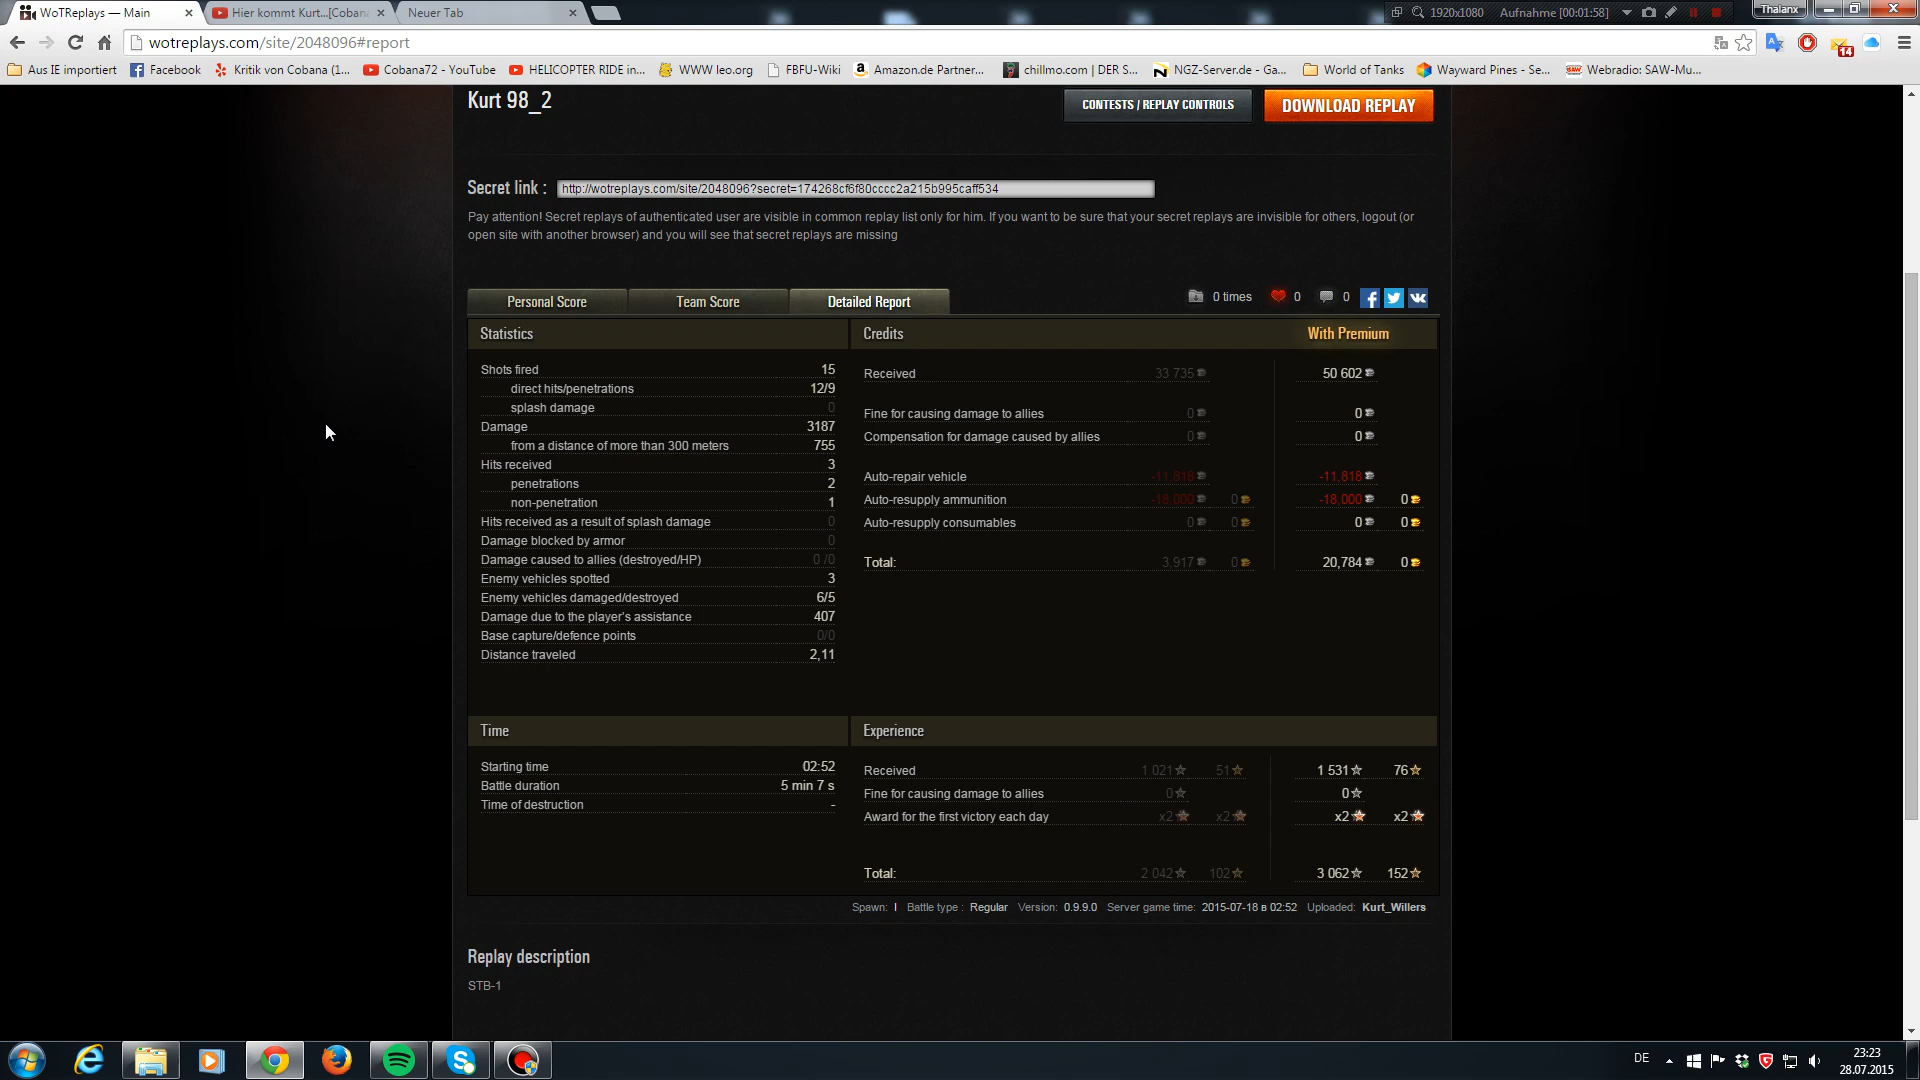 WoTReplays — Main
Hier kommt Kurt...[Cobana
Neuer Tab
1920x1080
Aufnahme [00:01:58]
Thalanx
wotreplays.com/site/2048096#report
14
Aus IE importiert
Facebook
Kritik von Cobana (1...
Cobana72 - YouTube
HELICOPTER RIDE in...
WWW leo.org
FBFU-Wiki
Amazon.de Partner...
chillmo.com | DER S...
NGZ-Server.de - Ga...
World of Tanks
Wayward Pines - Se...
Webradio: SAW-Mu...
Kurt 98_2
CONTESTS / REPLAY CONTROLS
DOWNLOAD REPLAY
Secret link : http://wotreplays.com/site/2048096?secret=174268cf6f80cccc2a215b995caff534
Pay attention! Secret replays of authenticated user are visible in common replay list only for him. If you want to be sure that your secret replays are invisible for others, logout (or
open site with another browser) and you will see that secret replays are missing
Personal Score
Team Score
Detailed Report
0 times
0
0
Statistics
Shots fired 15
direct hits/penetrations 12/9
splash damage 0
Damage 3187
from a distance of more than 300 meters 755
Hits received 3
penetrations 2
non-penetration 1
Hits received as a result of splash damage 0
Damage blocked by armor 0
Damage caused to allies (destroyed/HP) 0 /0
Enemy vehicles spotted 3
Enemy vehicles damaged/destroyed 6/5
Damage due to the player's assistance 407
Base capture/defence points 0/0
Distance traveled 2,11
Credits With Premium
Received 33 735 50 602
Fine for causing damage to allies 0 0
Compensation for damage caused by allies 0 0
Auto-repair vehicle -11,818 -11,818
Auto-resupply ammunition -18,000 0 -18,000 0
Auto-resupply consumables 0 0 0 0
Total: 3,917 0 20,784 0
Time
Starting time 02:52
Battle duration 5 min 7 s
Time of destruction -
Experience
Received 1 021 51 1 531 76
Fine for causing damage to allies 0 0
Award for the first victory each day x2 x2 x2 x2
Total: 2 042 102 3 062 152
Spawn: I Battle type : Regular Version: 0.9.9.0 Server game time: 2015-07-18 в 02:52 Uploaded: Kurt_Willers
Replay description
STB-1
DE
23:23
28.07.2015